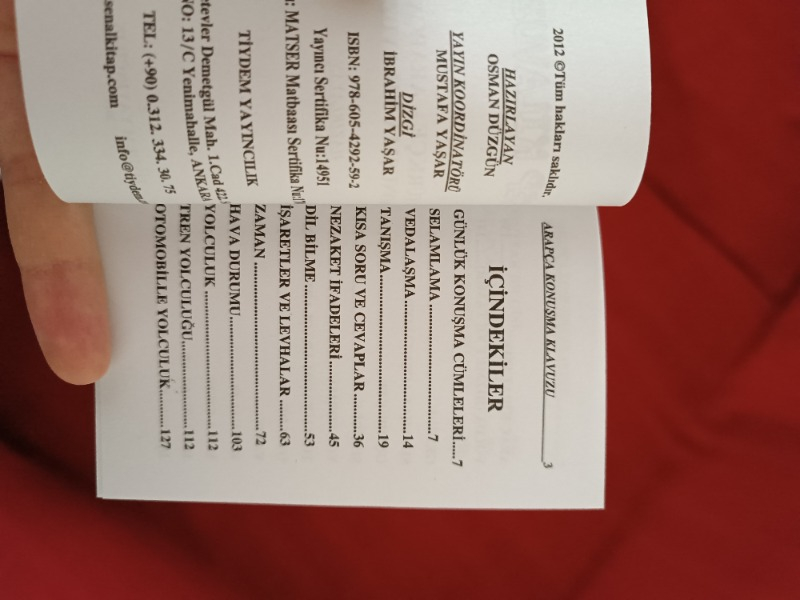 2012 ©Tüm hakları saklıdır.
HAZIRLAYAN
OSMAN DÜZGÜN
YAYIN KOORDİNATÖRÜ
MUSTAFA YAŞAR
DİZGİ
İBRAHİM YAŞAR
ISBN: 978-605-4292-59-2
Yayıncı Sertifika Nu:14951
MATSER Matbaası Sertifika
TİYDEM YAYINCILIK
Demetgül Mah. 1.Cad
NO: 13/C Yenimahalle,
TEL: (+90) 0.312. 334. 30. 75
ARAPÇA KONUŞMA KLAVUZU 3
İÇİNDEKİLER
GÜNLÜK KONUŞMA CÜMLELERİ.....7
SELAMLAMA ..............................7
VEDALAŞMA..............................14
TANIŞMA..............................19
KISA SORU VE CEVAPLAR ..........36
NEZAKET İFADELERİ...................45
DİL BİLME..............................53
İŞARETLER VE LEVHALAR ........63
ZAMAN ..............................72
HAVA DURUMU..............................103
YOLCULUK ..............................112
TREN YOLCULUĞU...................112
OTOMOBİLLE YOLCULUK..........127